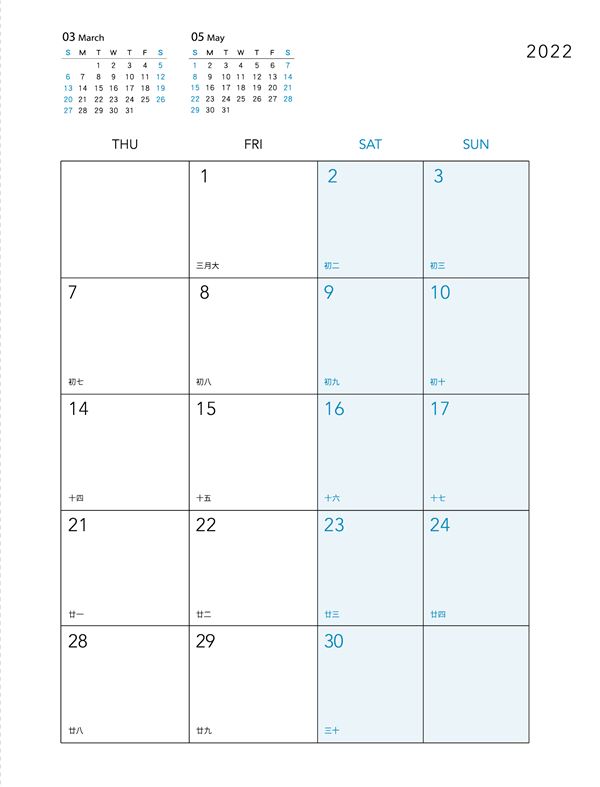 03 March
S M T W T F S
1 2 3 4 5
6 7 8 9 10 11 12
13 14 15 16 17 18 19
20 21 22 23 24 25 26
27 28 29 30 31
05 May
S M T W T F S
1 2 3 4 5 6 7
8 9 10 11 12 13 14
15 16 17 18 19 20 21
22 23 24 25 26 27 28
29 30 31
2022
THU FRI SAT SUN
1 2 3
三月大 初二 初三
7 8 9 10
初七 初八 初九 初十
14 15 16 17
十四 十五 十六 十七
21 22 23 24
廿一 廿二 廿三 廿四
28 29 30
廿八 廿九 三十